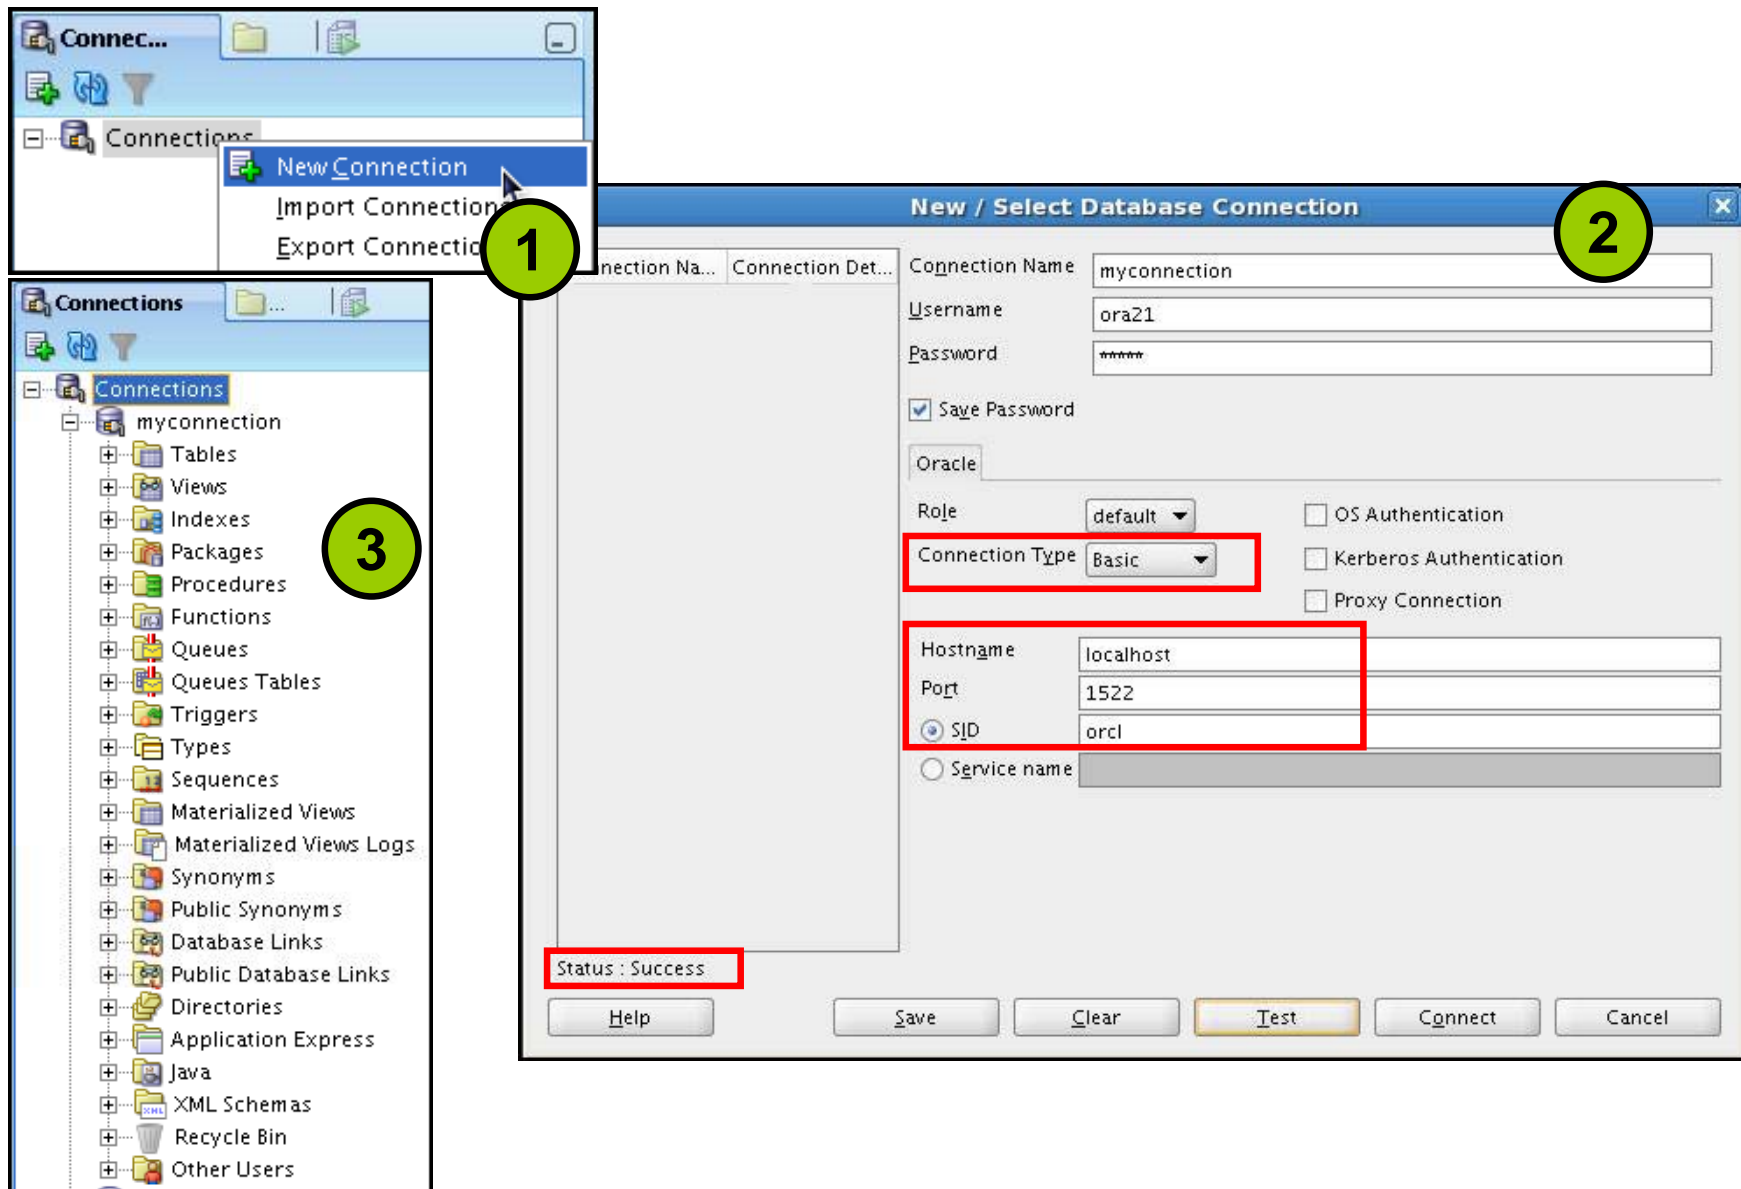 Connec...
Connections
New Connection
Import Connection
Export Connectio
1
Connections
...
Connections
myconnection
Tables
Views
Indexes
Packages
Procedures
Functions
Queues
Queues Tables
Triggers
Types
Sequences
Materialized Views
Materialized Views Logs
Synonyms
Public Synonyms
Database Links
Public Database Links
Directories
Application Express
Java
XML Schemas
Recycle Bin
Other Users
3
New / Select Database Connection
2
nection Na... Connection Det...
Connection Name myconnection
Username ora21
Password *****
Save Password
Oracle
Role default OS Authentication
Connection Type Basic Kerberos Authentication
Proxy Connection
Hostname localhost
Port 1522
SID orcl
Service name
Status : Success
Help Save Clear Test Connect Cancel